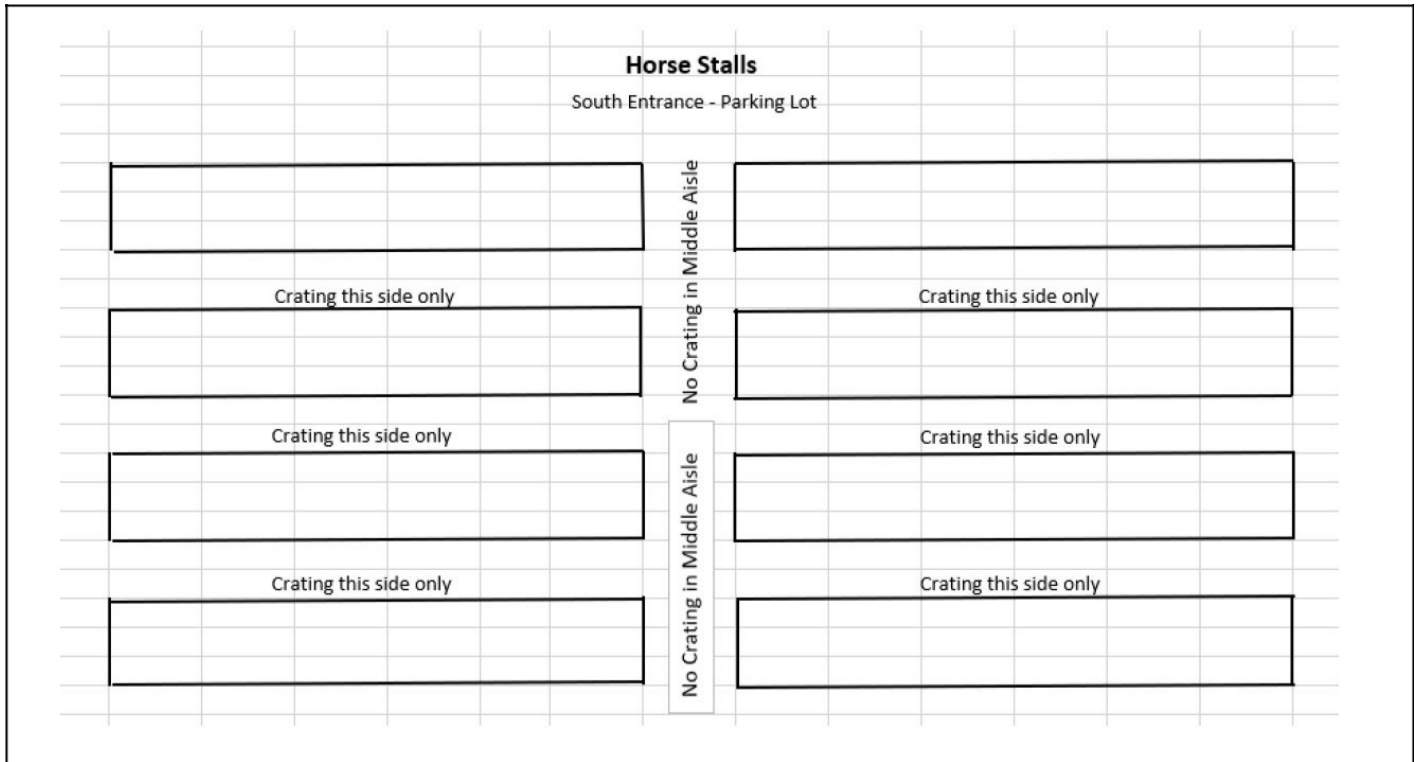 Horse Stalls
South Entrance - Parking Lot
No Crating in Middle Aisle
Crating this side only
Crating this side only
Crating this side only
Crating this side only
No Crating in Middle Aisle
Crating this side only
Crating this side only